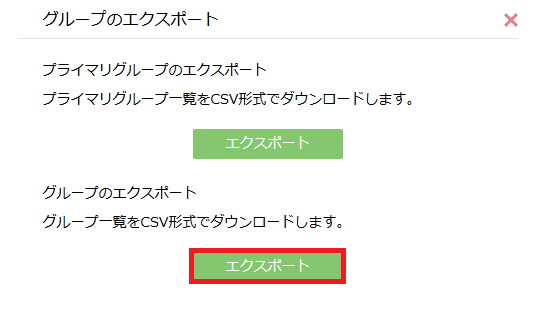 グループのエクスポート
プライマリグループのエクスポート
プライマリグループ一覧をCSV形式でダウンロードします。
エクスポート
グループのエクスポート
グループ一覧をCSV形式でダウンロードします。
エクスポート